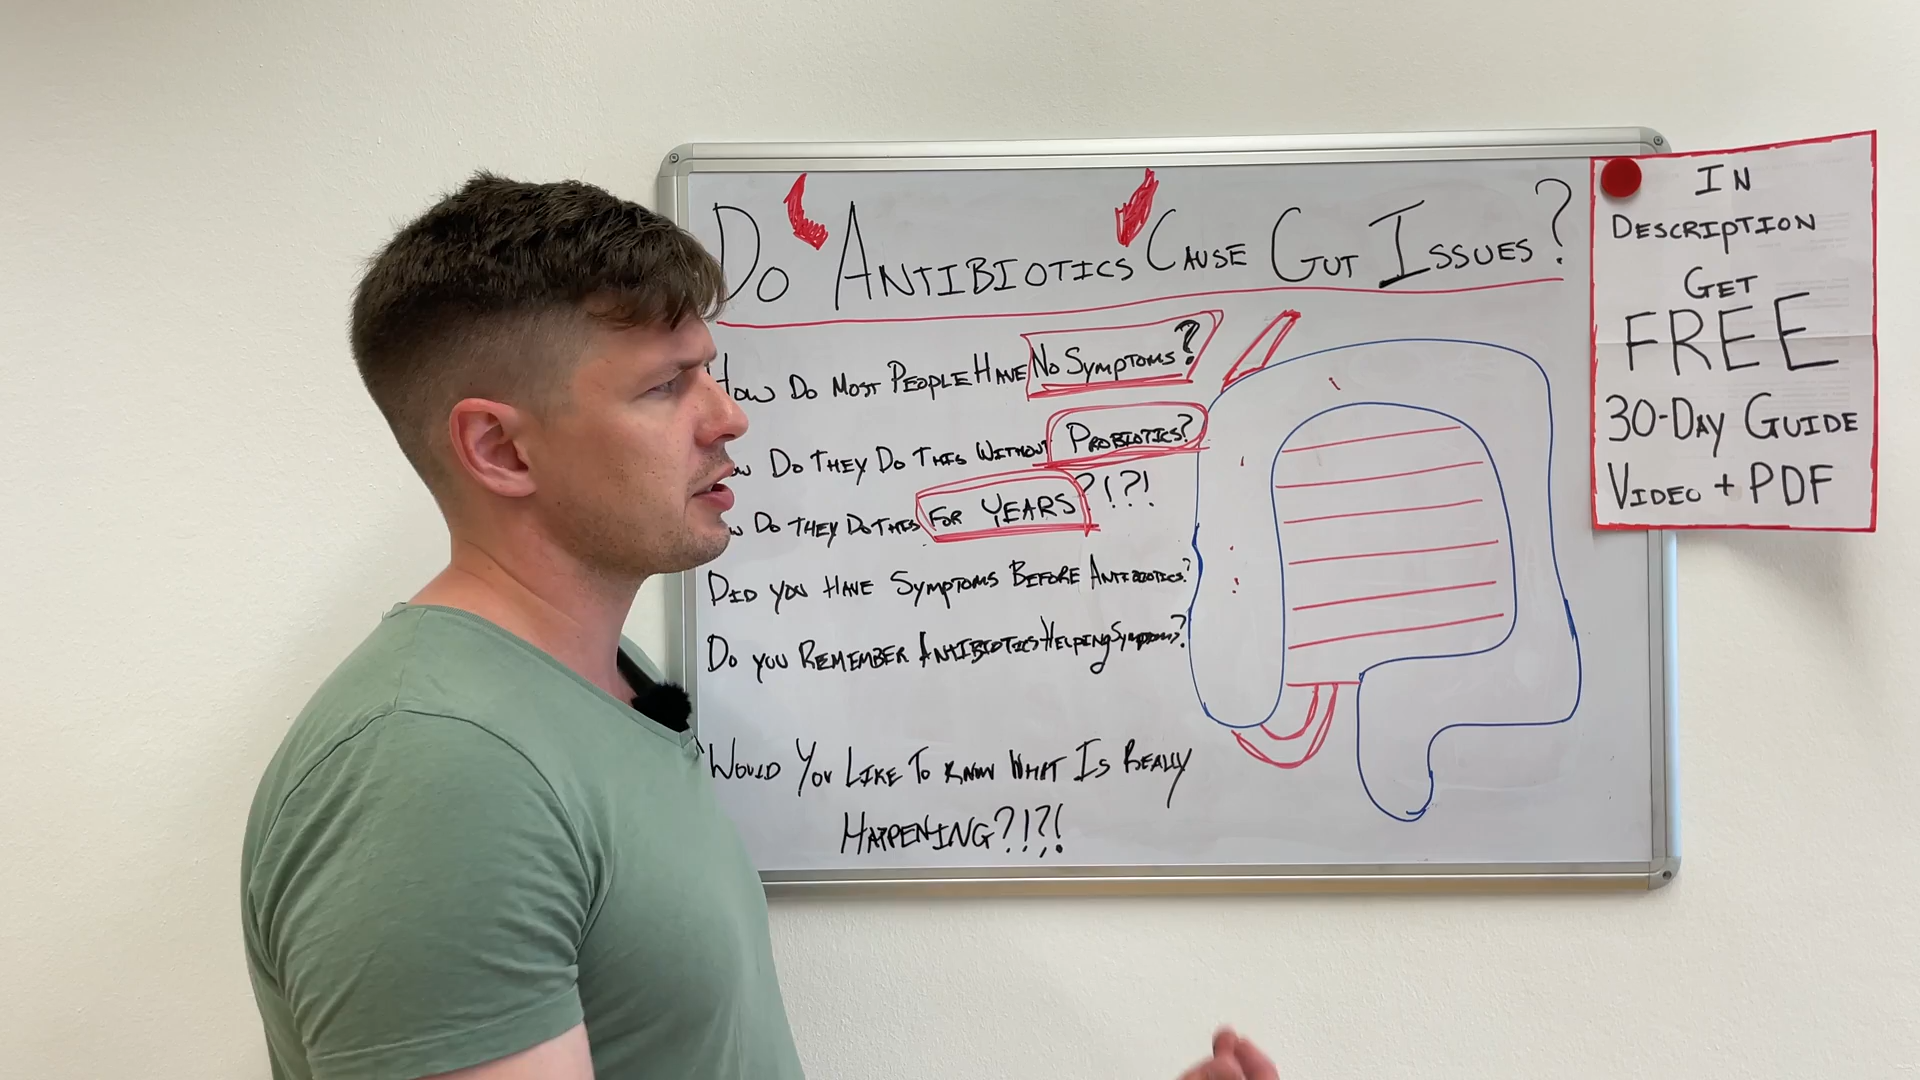 Do Antibiotics Cause Gut Issues?
How Do Most People Have No Symptoms?
Do They Do This Without Probiotics?
Do They Do This For Years?!?!
Did You Have Symptoms Before Antibiotics?
Do You Remember Antibiotics Helping Symptoms?
Would You Like To Know What Is Really
Happening?!?!
In
Description
Get
FREE
30-Day Guide
Video + PDF